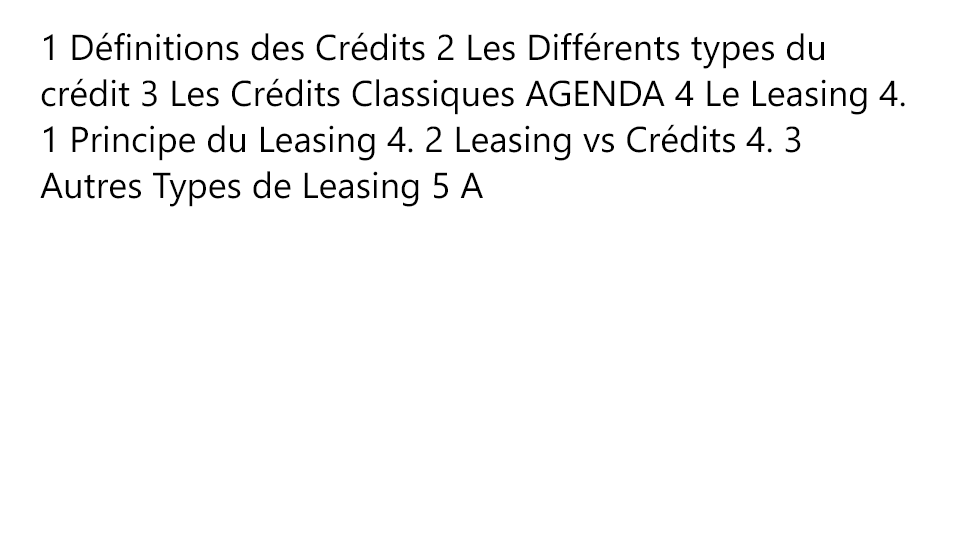 1 Définitions des Crédits 2 Les Différents types du
crédit 3 Les Crédits Classiques AGENDA 4 Le Leasing 4.
1 Principe du Leasing 4. 2 Leasing vs Crédits 4. 3
Autres Types de Leasing 5 A